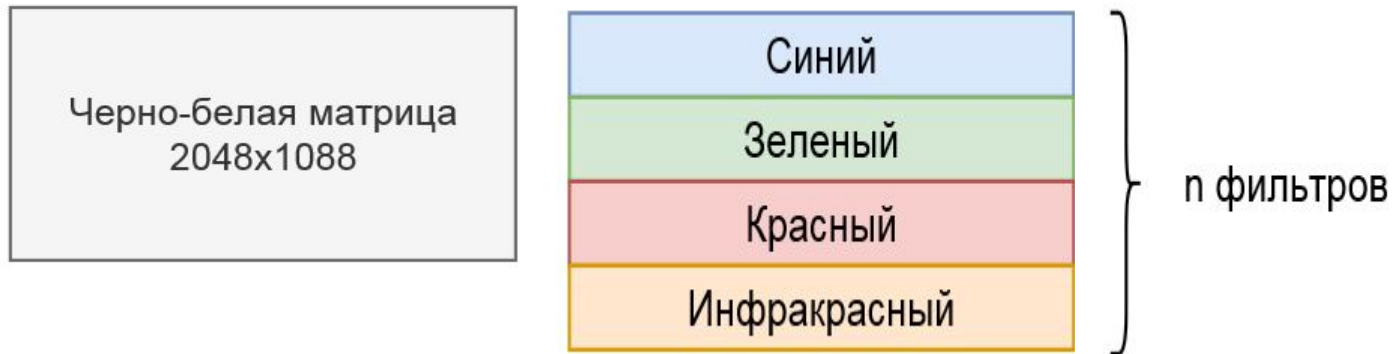 Черно-белая матрица
2048x1088
Синий
Зеленый
Красный
Инфракрасный
n фильтров